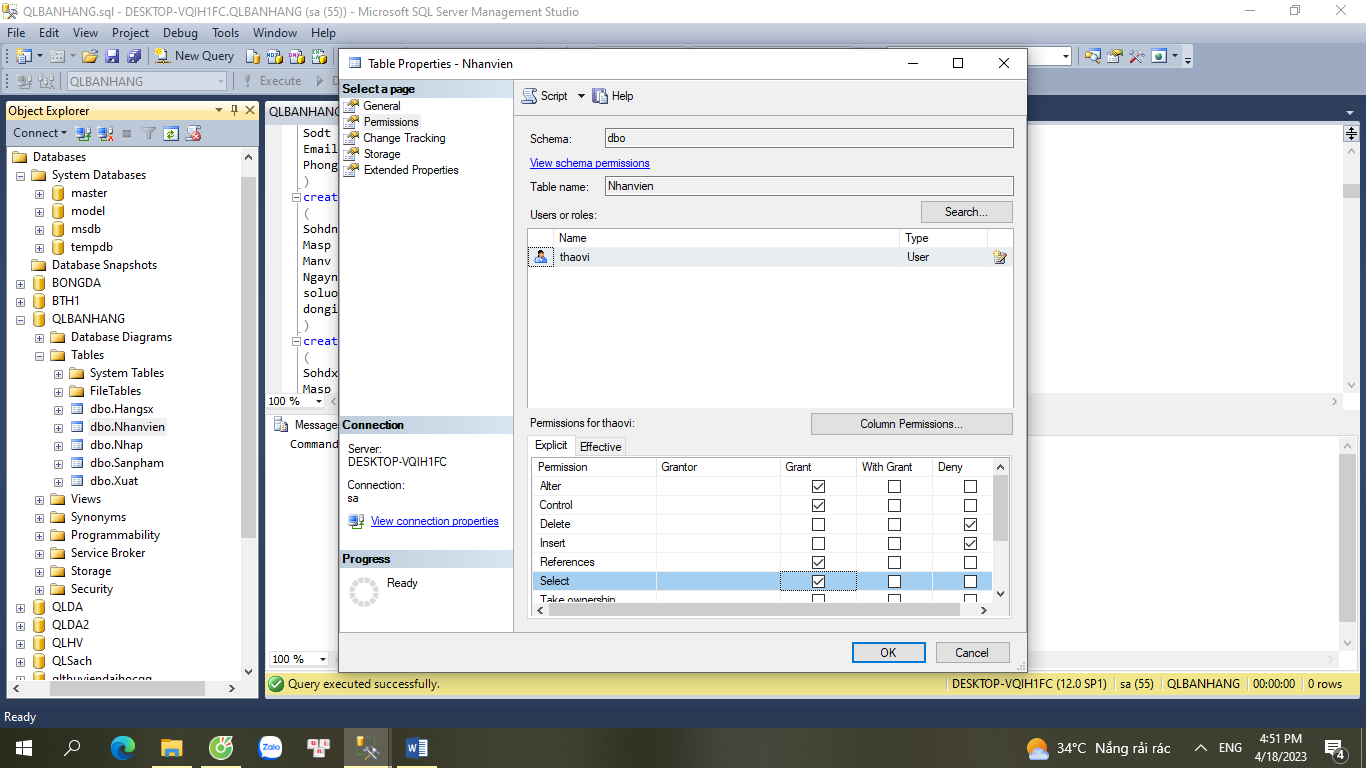 QLBANHANG.sql - DESKTOP-VQIH1FC.QLBANHANG (sa (55)) - Microsoft SQL Server Management Studio
File Edit View Project Debug Tools Window Help
New Query
QLBANHANG
Execute
Object Explorer
Connect
Databases
System Databases
master
model
msdb
tempdb
Database Snapshots
BONGDA
BTH1
QLBANHANG
Database Diagrams
Tables
System Tables
FileTables
dbo.Hangsx
dbo.Nhanvien
dbo.Nhap
dbo.Sanpham
dbo.Xuat
Views
Synonyms
Programmability
Service Broker
Storage
Security
QLDA
QLDA2
QLHV
QLSach
qlthuviendaihocqg
QLBANHANG
Sodt
Email
Phong
)
creat
(
Sohdn
Masp
Manv
Ngayn
soluo
dongi
)
creat
(
Sohdx
Masp
100 %
Messages
Command
100 %
Table Properties - Nhanvien
Select a page
General
Permissions
Change Tracking
Storage
Extended Properties
Connection
Server:
DESKTOP-VQIH1FC
Connection:
sa
View connection properties
Progress
Ready
Script Help
Schema: dbo
View schema permissions
Table name: Nhanvien
Users or roles: Search...
Name Type
thaovi User
Permissions for thaovi: Column Permissions...
Explicit Effective
Permission Grantor Grant With Grant Deny
Alter
Control
Delete
Insert
References
Select
Take ownership
OK Cancel
Query executed successfully. DESKTOP-VQIH1FC (12.0 SP1) sa (55) QLBANHANG 00:00:00 0 rows
Ready
Zalo
34°C Nắng rải rác ENG 4:51 PM
4/18/2023
4